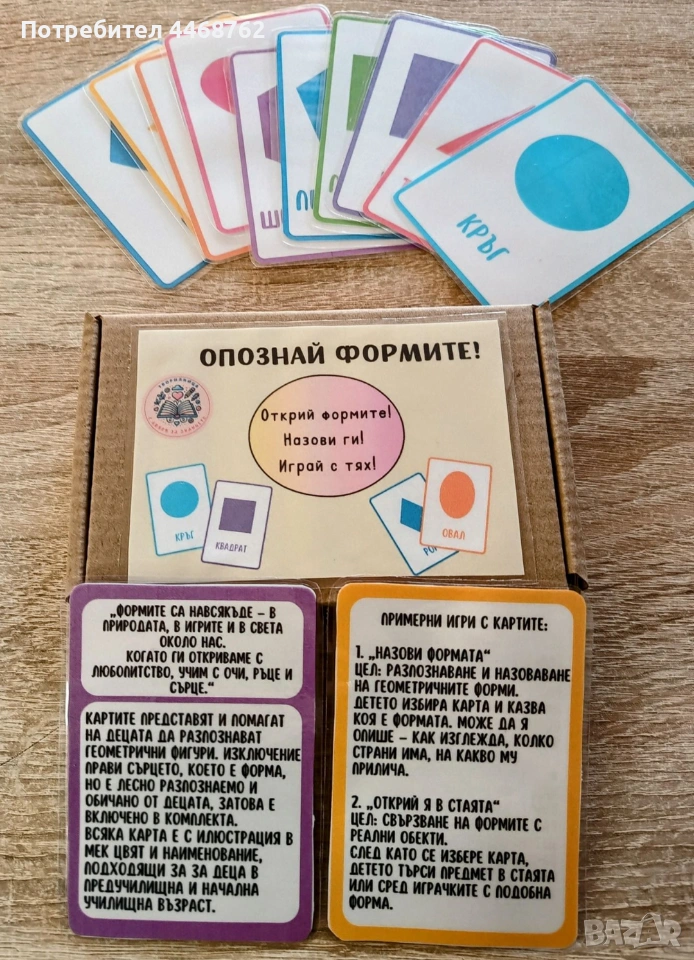 Потребител 4468762
КРЪГ
ОПОЗНАЙ ФОРМИТЕ!
Открий формите!
Назови ги!
Играй с тях!
КРЪГ
КВАДРАТ
ОВАЛ
„ФОРМИТЕ СА НАВСЯКЪДЕ – В
ПРИРОДАТА, В ИГРИТЕ И В СВЕТА
ОКОЛО НАС.
КОГАТО ГИ ОТКРИВАМЕ С
ЛЮБОПИТСТВО, УЧИМ С ОЧИ, РЪЦЕ И
СЪРЦЕ.“
КАРТИТЕ ПРЕДСТАВЯТ И ПОМАГАТ
НА ДЕЦАТА ДА РАЗПОЗНАВАТ
ГЕОМЕТРИЧНИ ФИГУРИ. ИЗКЛЮЧЕНИЕ
ПРАВИ СЪРЦЕТО, КОЕТО Е ФОРМА,
НО Е ЛЕСНО РАЗПОЗНАЕМО И
ОБИЧАНО ОТ ДЕЦАТА, ЗАТОВА Е
ВКЛЮЧЕНО В КОМПЛЕКТА.
ВСЯКА КАРТА Е С ИЛЮСТРАЦИЯ В
МЕК ЦВЯТ И НАИМЕНОВАНИЕ,
ПОДХОДЯЩИ ЗА ЗА ДЕЦА В
ПРЕДУЧИЛИЩНА И НАЧАЛНА
УЧИЛИЩНА ВЪЗРАСТ.
ПРИМЕРНИ ИГРИ С КАРТИТЕ:
1. „НАЗОВИ ФОРМАТА“
ЦЕЛ: РАЗПОЗНАВАНЕ И НАЗОВАВАНЕ
НА ГЕОМЕТРИЧНИТЕ ФОРМИ.
ДЕТЕТО ИЗБИРА КАРТА И КАЗВА
КОЯ Е ФОРМАТА. МОЖЕ ДА Я
ОПИШЕ – КАК ИЗГЛЕЖДА, КОЛКО
СТРАНИ ИМА, НА КАКВО МУ
ПРИЛИЧА.
2. „ОТКРИЙ Я В СТАЯТА“
ЦЕЛ: СВЪРЗВАНЕ НА ФОРМИТЕ С
РЕАЛНИ ОБЕКТИ.
СЛЕД КАТО СЕ ИЗБЕРЕ КАРТА,
ДЕТЕТО ТЪРСИ ПРЕДМЕТ В СТАЯТА
ИЛИ СРЕД ИГРАЧКИТЕ С ПОДОБНА
ФОРМА.
BAZAR